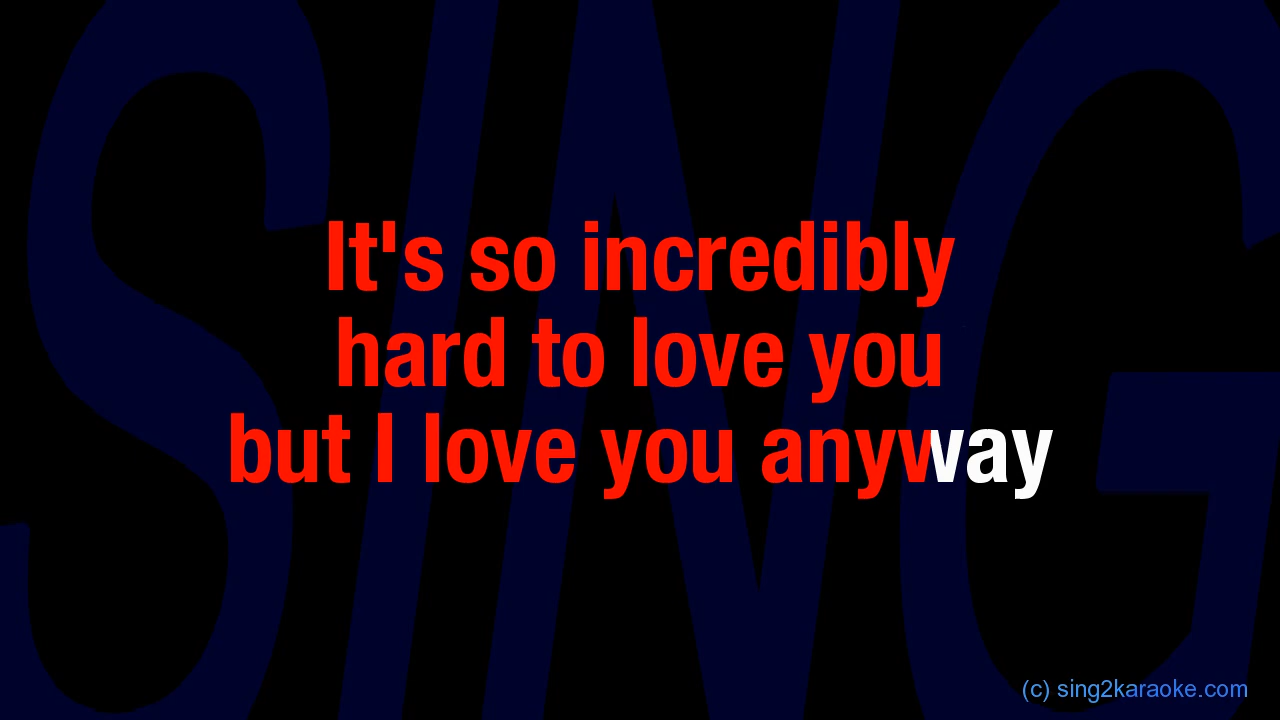 SING
It's so incredibly
hard to love you
but I love you anyway
(c) sing2karaoke.com